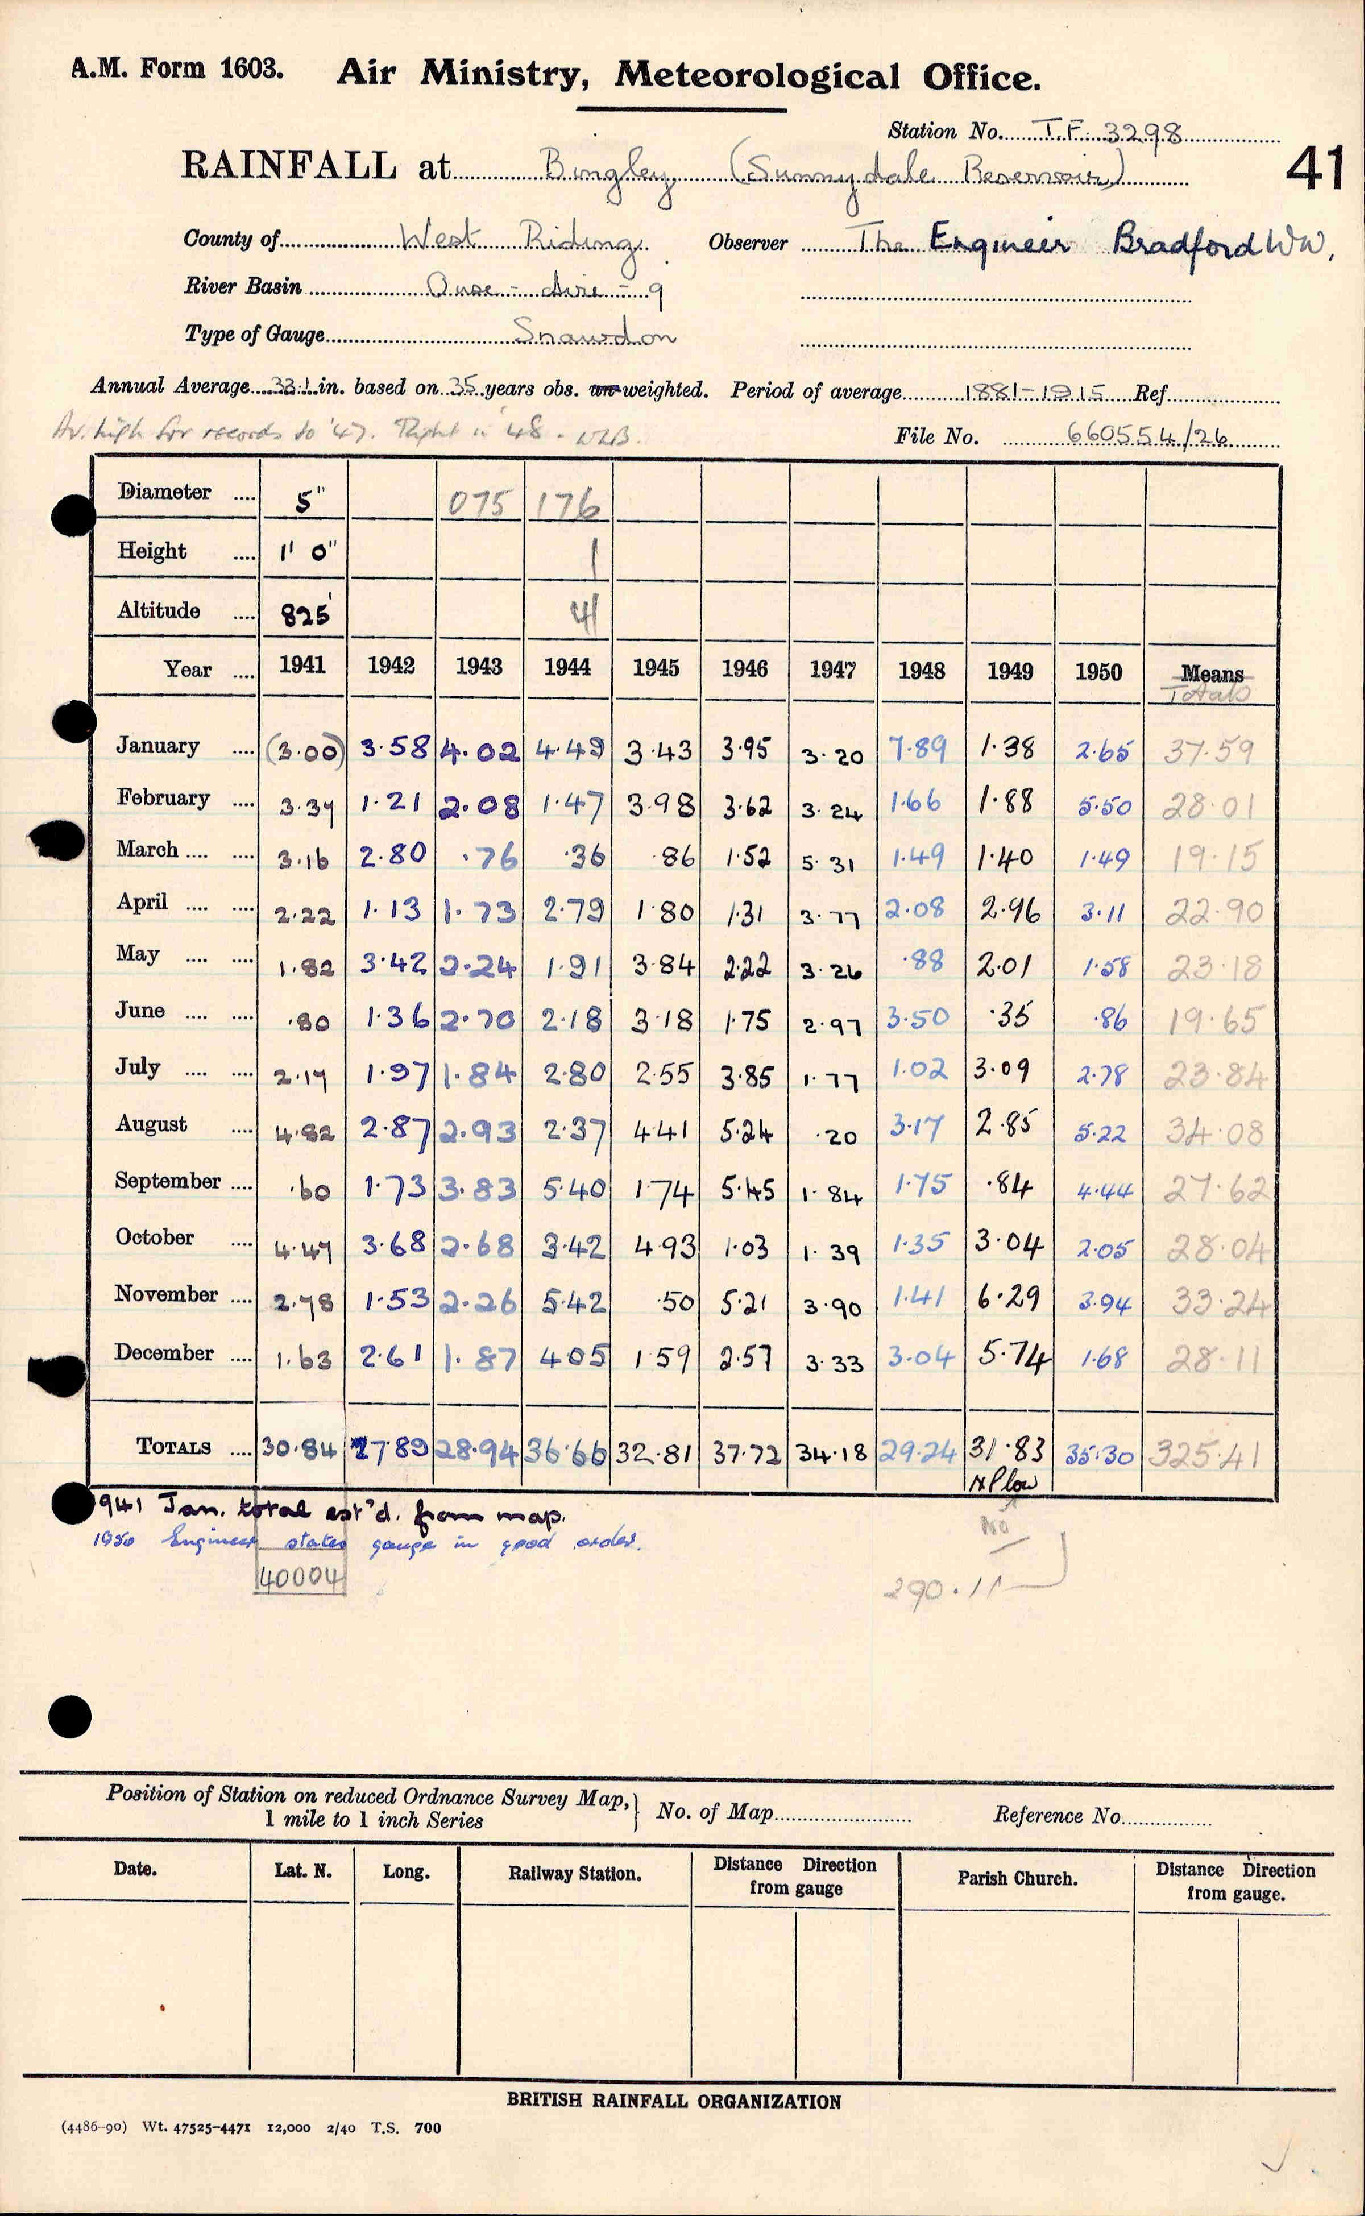 A.M. Form 1603. Air Ministry, Meteorological Office.
Station No. T.F. 3298
RAINFALL at Bingley (Sunnydale Reservoir) 41
County of West Riding. Observer The Engineer Bradford WW.
River Basin Ouse - Aire - 9
Type of Gauge Snowdon
Annual Average 33.1 in. based on 35 years obs. un-weighted. Period of average 1881-1915 Ref.
Av. high for records to '47. Right in '48.
File No. 660554/26
Diameter .... 5" 075 176
Height .... 1' 0" 1
Altitude .... 825' 41
Year .... 1941 1942 1943 1944 1945 1946 1947 1948 1949 1950 Means
Totals
January .... (3.00) 3.58 4.02 4.49 3.43 3.95 3.20 7.89 1.38 2.65 37.59
February .... 3.37 1.21 2.08 1.47 3.98 3.62 3.24 1.66 1.88 5.50 28.01
March .... .... 3.16 2.80 .76 .36 .86 1.52 5.31 1.49 1.40 1.49 19.15
April .... .... 2.22 1.13 1.73 2.79 1.80 1.31 3.77 2.08 2.96 3.11 22.90
May .... .... 1.82 3.42 2.24 1.91 3.84 2.22 3.26 .88 2.01 1.58 23.18
June .... .... .80 1.36 2.70 2.18 3.18 1.75 2.97 3.50 .35 .86 19.65
July .... .... 2.17 1.97 1.84 2.80 2.55 3.85 1.77 1.02 3.09 2.78 23.84
August .... 4.82 2.87 2.93 2.37 4.41 5.24 .20 3.17 2.85 5.22 34.08
September .... .60 1.73 3.83 5.40 1.74 5.45 1.84 1.75 .84 4.44 27.62
October .... 4.47 3.68 2.68 3.42 4.93 1.03 1.39 1.35 3.04 2.05 28.04
November .... 2.78 1.53 2.26 5.42 .50 5.21 3.90 1.41 6.29 3.94 33.24
December .... 1.63 2.61 1.87 4.05 1.59 2.57 3.33 3.04 5.74 1.68 28.11
TOTALS .... 30.84 27.89 28.94 36.66 32.81 37.72 34.18 29.24 31.83 35.30 325.41
low
1941 Jan. total est'd. from map.
1950 Engineer states gauge in good order.
40004
290.11
Position of Station on reduced Ordnance Survey Map,
1 mile to 1 inch Series } No. of Map Reference No.
Date. Lat. N. Long. Railway Station. Distance Direction from gauge Parish Church. Distance Direction from gauge.
BRITISH RAINFALL ORGANIZATION
(4486-90) Wt. 47525-4471 12,000 2/40 T.S. 700